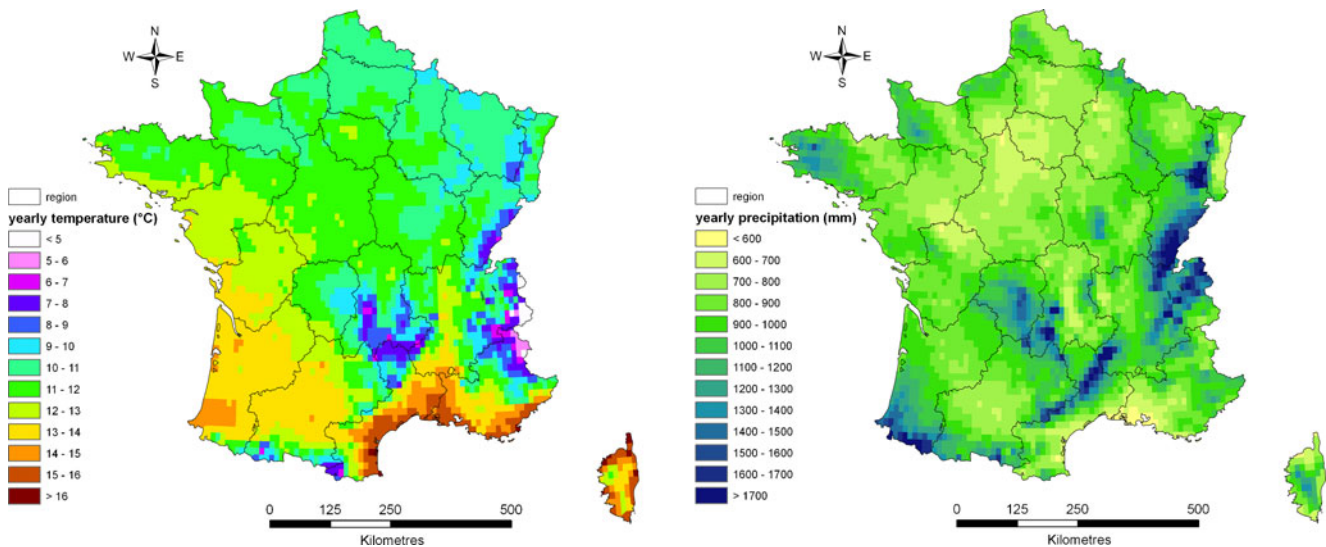 N
W E
S
region
yearly temperature (°C)
< 5
5 - 6
6 - 7
7 - 8
8 - 9
9 - 10
10 - 11
11 - 12
12 - 13
13 - 14
14 - 15
15 - 16
> 16
0 125 250 500
Kilometres
N
W E
S
region
yearly precipitation (mm)
< 600
600 - 700
700 - 800
800 - 900
900 - 1000
1000 - 1100
1100 - 1200
1200 - 1300
1300 - 1400
1400 - 1500
1500 - 1600
1600 - 1700
> 1700
0 125 250 500
Kilometres